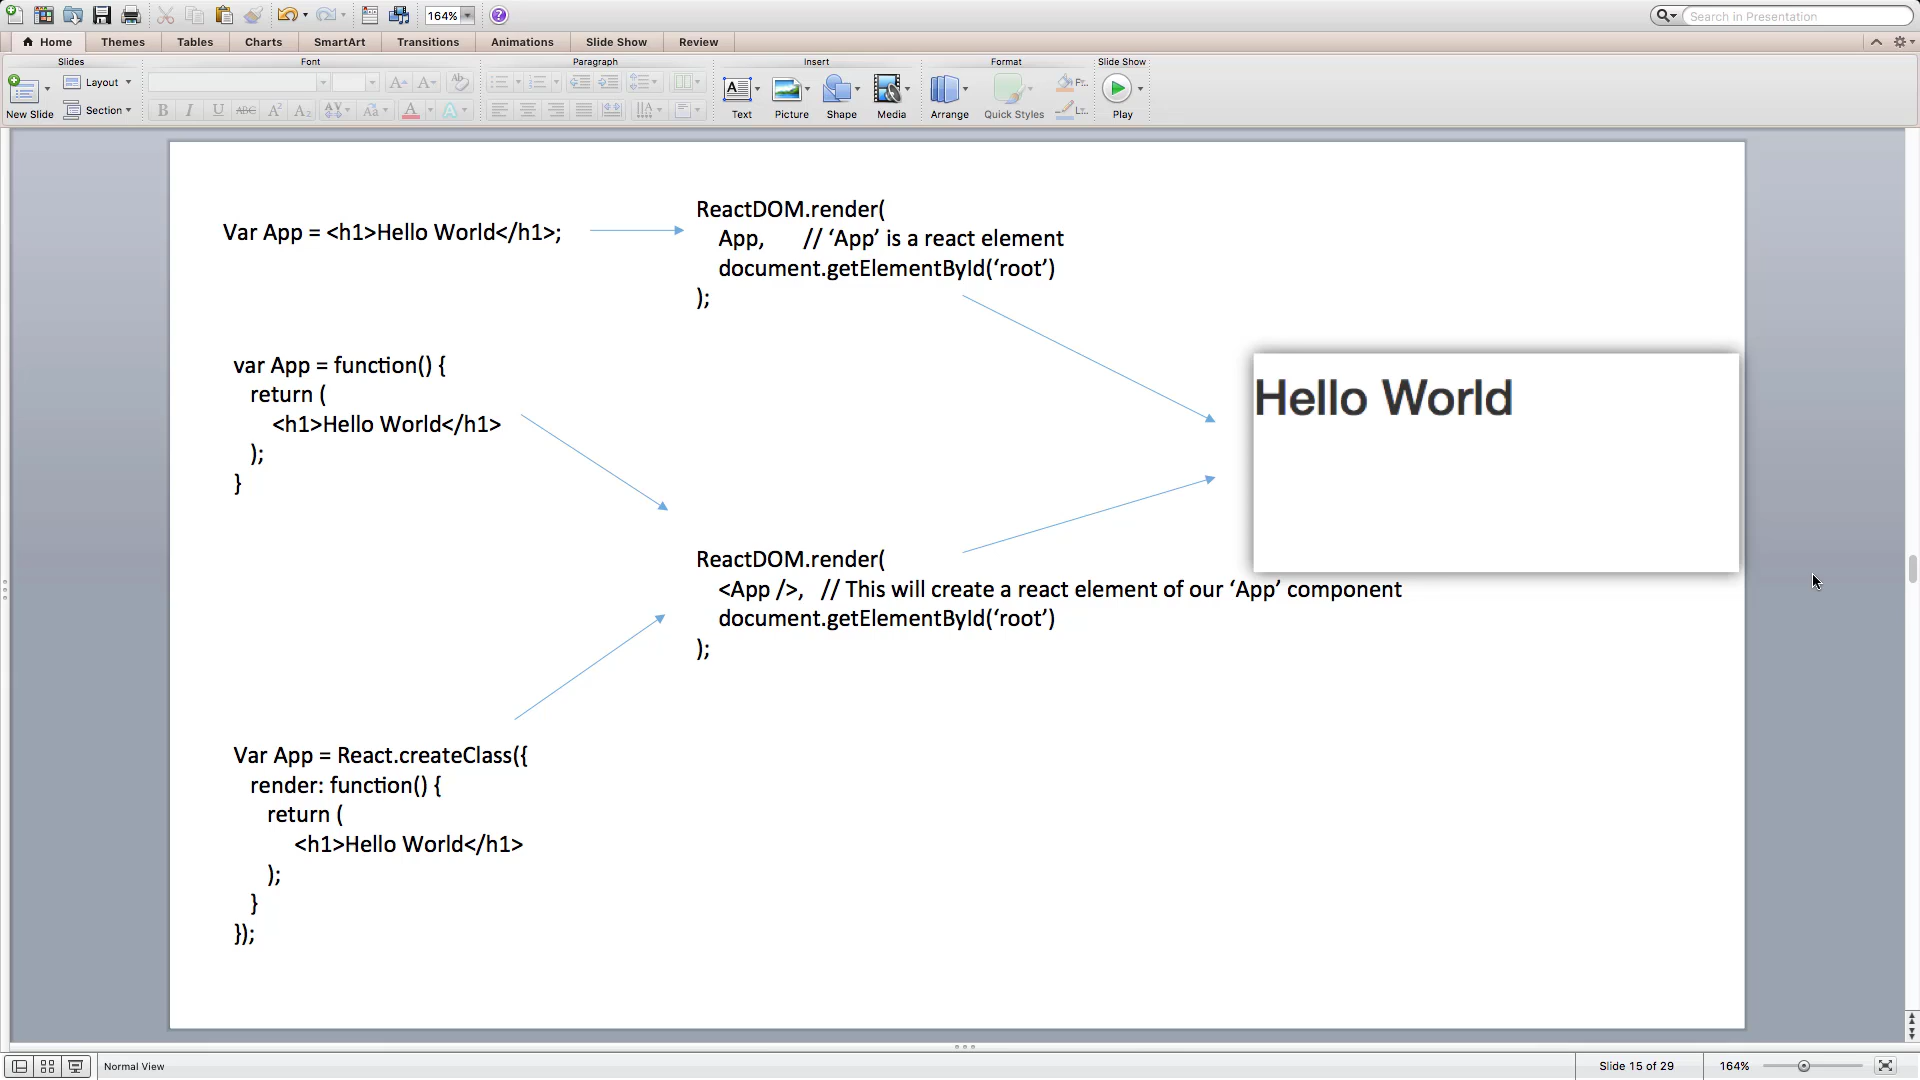 164%
Search in Presentation
Home
Themes
Tables
Charts
SmartArt
Transitions
Animations
Slide Show
Review
Slides
Font
Paragraph
Insert
Format
Slide Show
New Slide
Layout
Section
Text
Picture
Shape
Media
Arrange
Quick Styles
Play
Var App = <h1>Hello World</h1>;
ReactDOM.render(
App, // ‘App’ is a react element
document.getElementById(‘root’)
);
var App = function() {
return (
<h1>Hello World</h1>
);
}
Hello World
ReactDOM.render(
<App />, // This will create a react element of our ‘App’ component
document.getElementById(‘root’)
);
Var App = React.createClass({
render: function() {
return (
<h1>Hello World</h1>
);
}
});
Normal View
Slide 15 of 29
164%